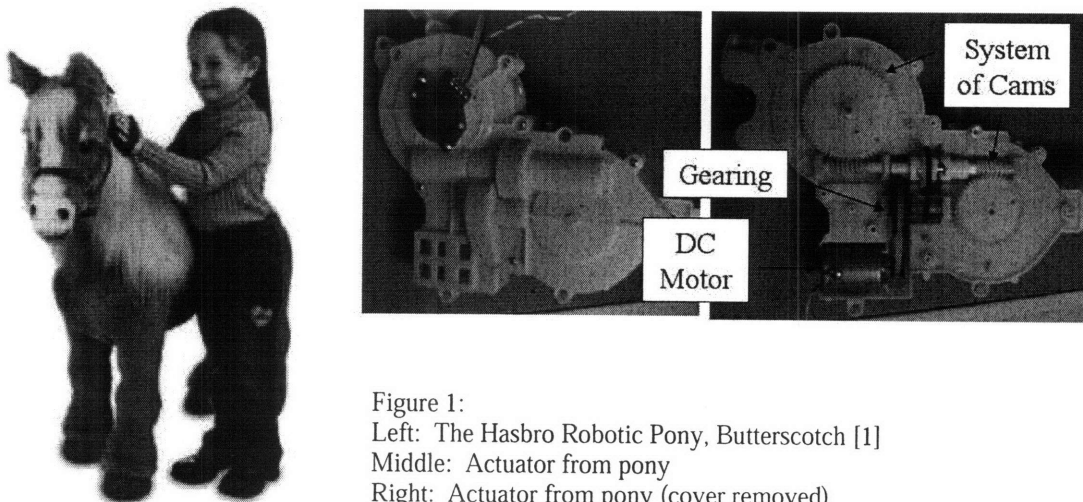 System
of Cams
Gearing
DC
Motor
Figure 1:
Left: The Hasbro Robotic Pony, Butterscotch [1]
Middle: Actuator from pony
Right: Actuator from pony (cover removed)